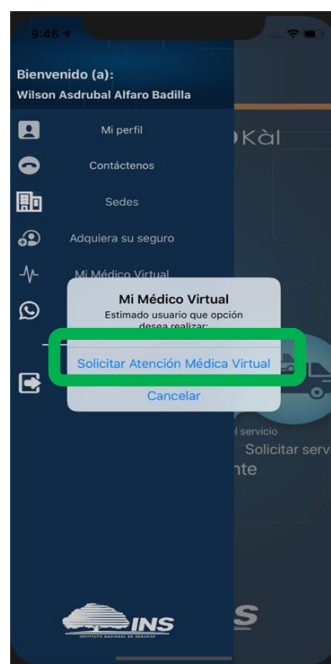 9:46
Bienvenido (a):
Wilson Asdrubal Alfaro Badilla
Mi perfil
Kàl
Contáctenos
Sedes
Adquiera su seguro
Mi Médico Virtual
Mi Médico Virtual
Estimado usuario que opción
desea realizar:
Solicitar Atención Médica Virtual
Cancelar
l servicio
Solicitar serv
nte
INS
INSTITUTO NACIONAL DE SEGUROS
S